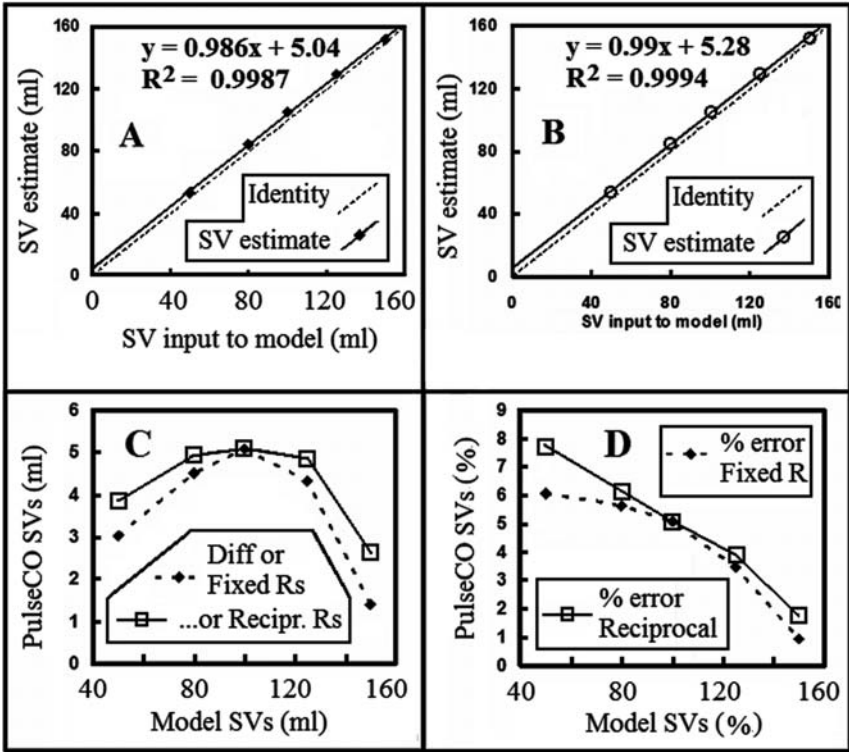 160
120
80
40
0
SV estimate (ml)
y = 0.986x + 5.04
R² = 0.9987
A
Identity
SV estimate
0 40 80 120 160
SV input to model (ml)
160
120
80
40
0
SV estimate (ml)
y = 0.99x + 5.28
R² = 0.9994
B
Identity
SV estimate
0 40 80 120 160
SV input to model (ml)
6
5
4
3
2
1
0
PulseCO SVs (ml)
C
Diff or
Fixed Rs
...or Recipr. Rs
40 80 120 160
Model SVs (ml)
9
8
7
6
5
4
3
2
1
0
PulseCO SVs (%)
D
% error
Fixed R
% error
Reciprocal
40 80 120 160
Model SVs (%)